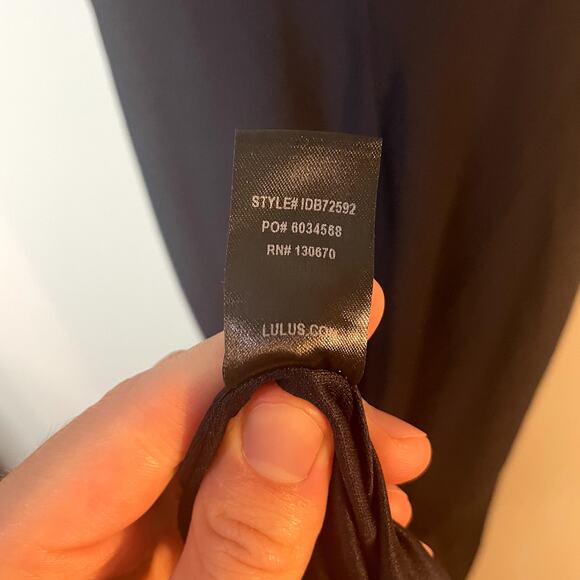 STYLE# IDB72592
PO# 6034568
RN# 130670
LULUS.COM